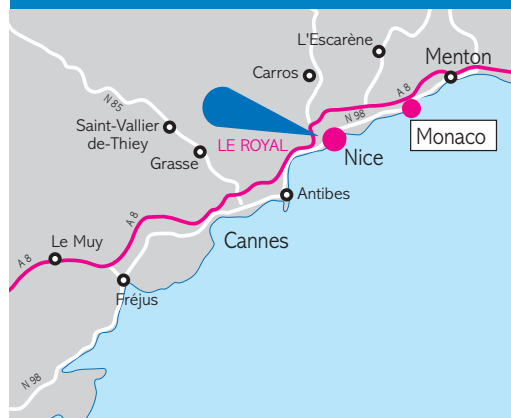 L'Escarène
Menton
Carros
A 8
N 85
N 98
Saint-Vallier
de-Thiey
LE ROYAL
Monaco
Nice
Grasse
Antibes
A 8
Cannes
Le Muy
A 8
Fréjus
N 98